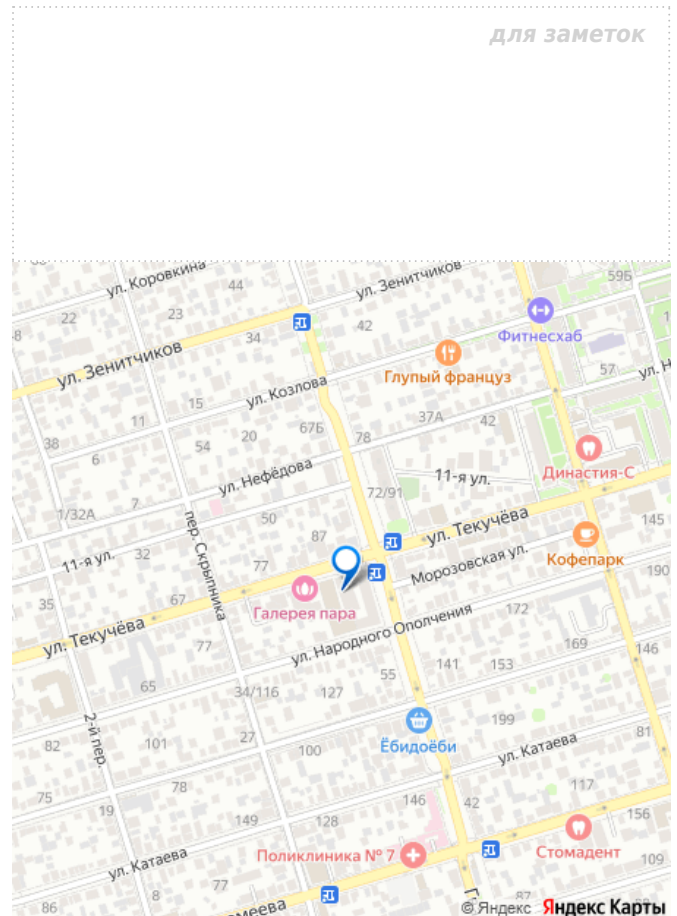 для заметок
ул. Коровкина
ул. Зенитчиков
59Б
44
22
23
34
42
Фитнесхаб
ул. Зенитчиков
Глупый француз
57
ул. Козлова
15
11
37А
42
38
6
54
20
67Б
78
ул. Нефёдова
11-я ул.
Династия-С
7
72/91
1/32А
50
ул. Текучёва
145
пер. Скрыпника
87
11-я ул.
32
77
Кофепарк
Морозовская ул.
190
35
67
Галерея пара
172
ул. Текучёва
77
ул. Народного Ополчения
169
146
65
34/116
127
55
141
153
2-й пер.
82
101
27
100
199
Ёбидоёби
ул. Катаева
81
75
78
117
19
149
128
146
42
156
Поликлиника № 7
Стомадент
109
ул. Катаева
77
86
8
87
© Яндекс Яндекс Карты